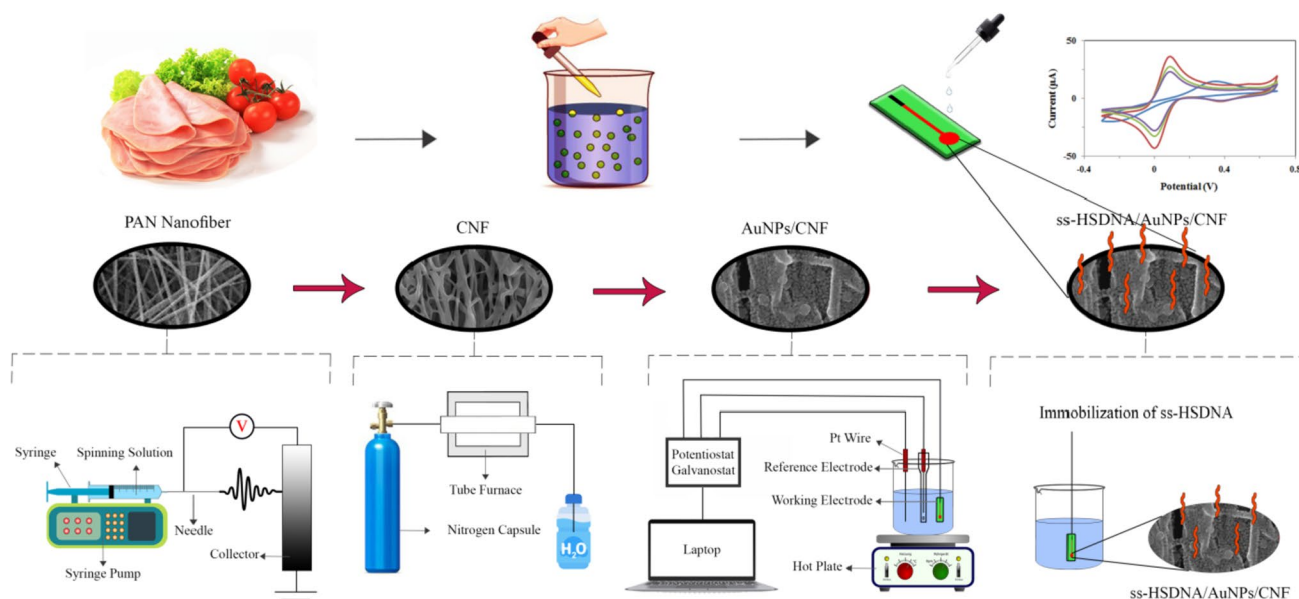 50
0
-50
-0.4
0
0.4
0.8
Current (µA)
Potential (V)
PAN Nanofiber
CNF
AuNPs/CNF
ss-HSDNA/AuNPs/CNF
Syringe
Spinning Solution
V
Needle
Collector
Syringe Pump
Tube Furnace
Nitrogen Capsule
H₂O
Potentiostat
Galvanostat
Laptop
Pt Wire
Reference Electrode
Working Electrode
Hot Plate
Immobilization of ss-HSDNA
ss-HSDNA/AuNPs/CNF